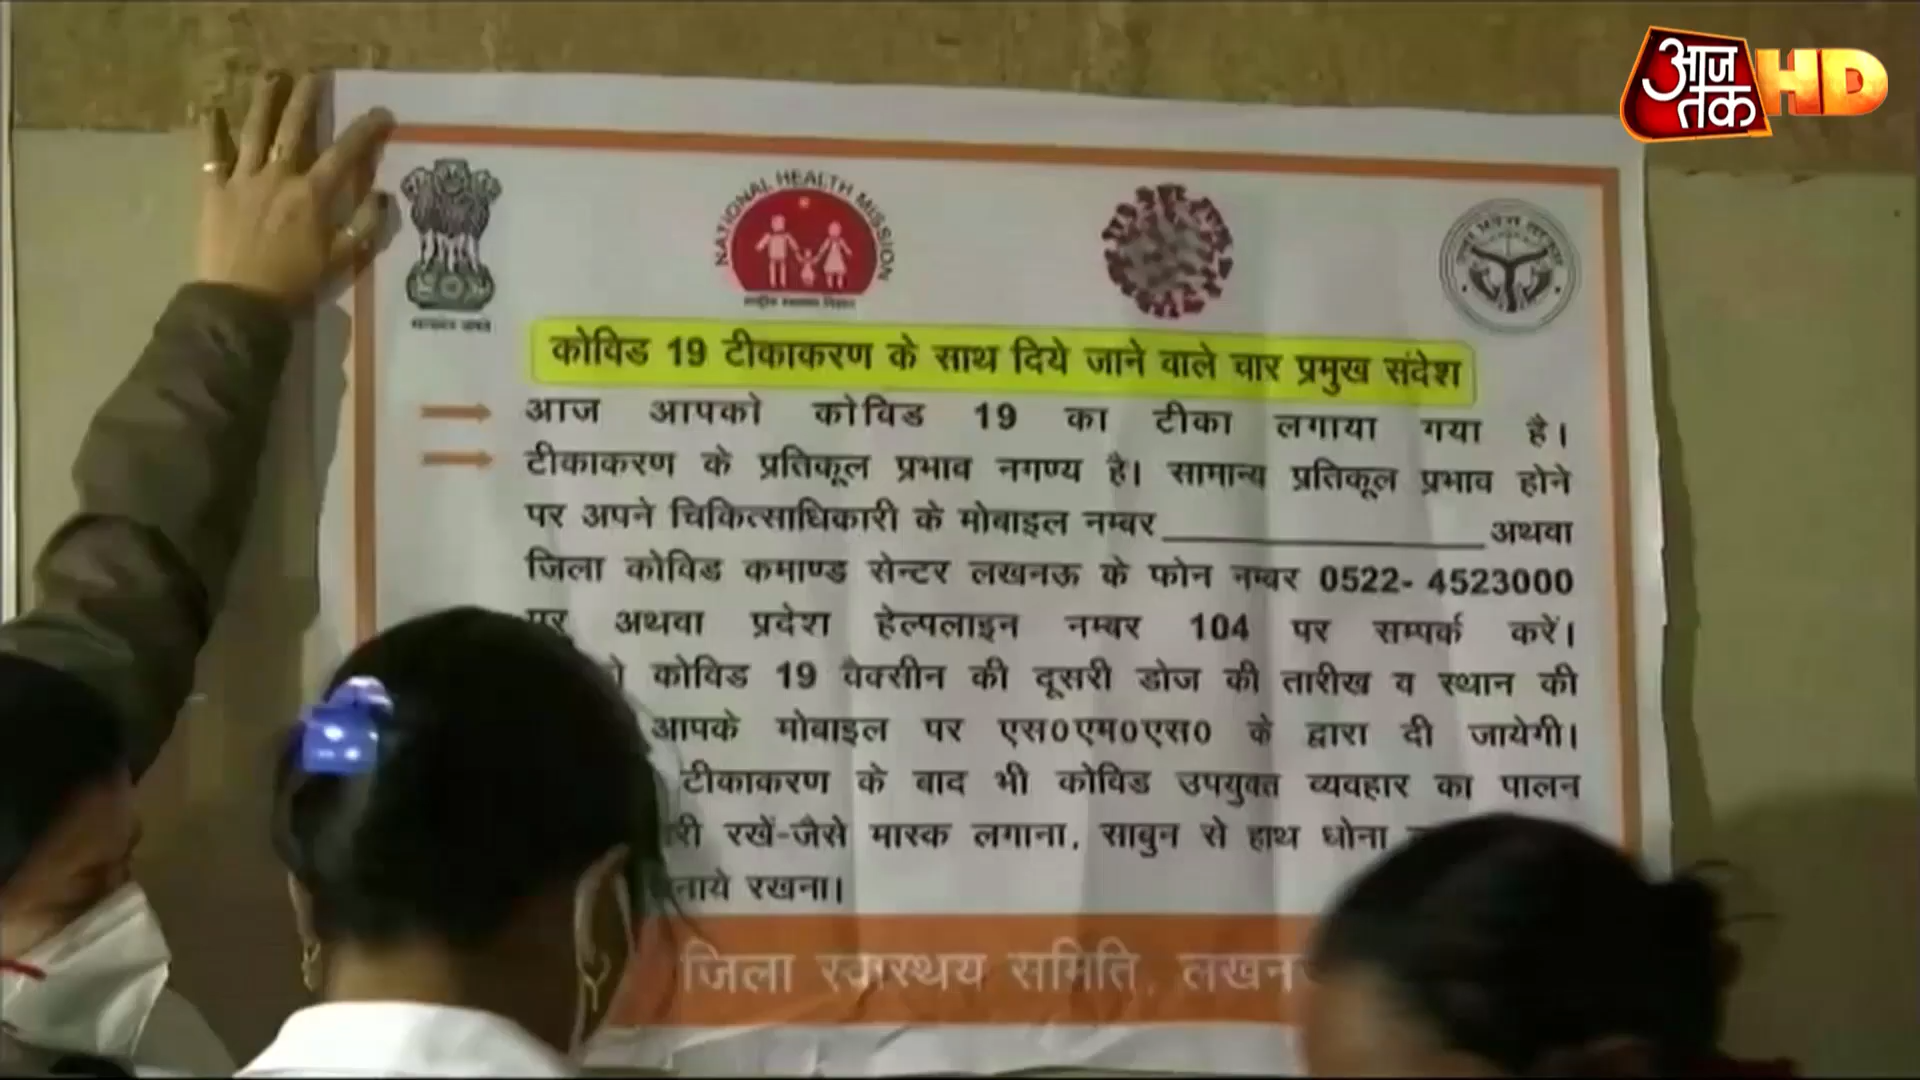 आज तक HD
NATIONAL HEALTH MISSION
कोविड 19 टीकाकरण के साथ दिये जाने वाले चार प्रमुख संदेश
आज आपको कोविड 19 का टीका लगाया गया है।
टीकाकरण के प्रतिकूल प्रभाव नगण्य है। सामान्य प्रतिकूल प्रभाव होने
पर अपने चिकित्साधिकारी के मोबाइल नम्बर ____________ अथवा
जिला कोविड कमाण्ड सेन्टर लखनऊ के फोन नम्बर 0522- 4523000
पर अथवा प्रदेश हेल्पलाइन नम्बर 104 पर सम्पर्क करें।
कोविड 19 वैक्सीन की दूसरी डोज की तारीख व स्थान की
आपके मोबाइल पर एस0एम0एस0 के द्वारा दी जायेगी।
टीकाकरण के बाद भी कोविड उपयुक्त व्यवहार का पालन
रखें-जैसे मास्क लगाना, साबुन से हाथ धोना
रखना।
जिला स्वास्थय समिति,